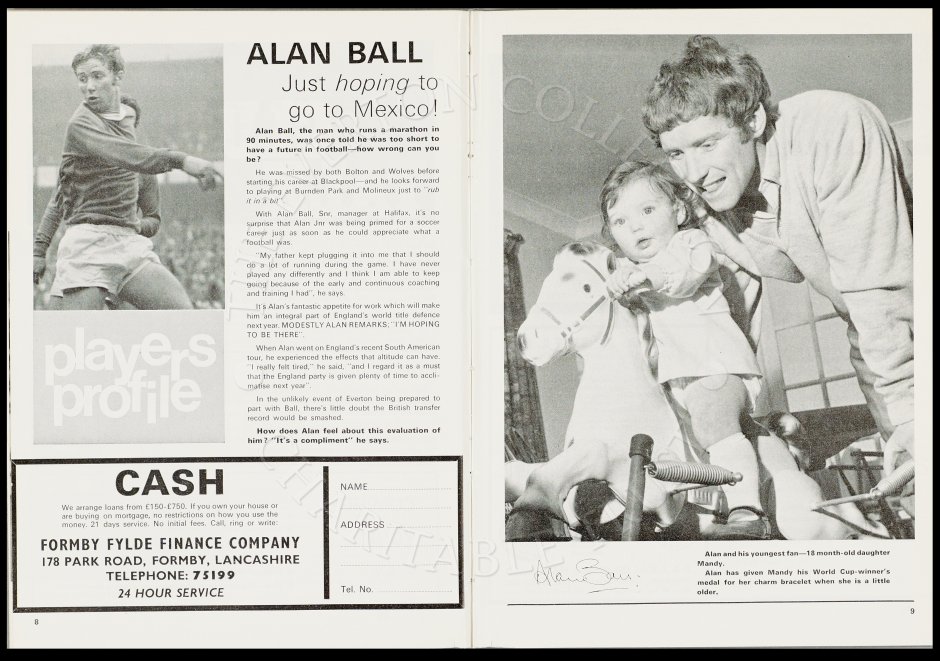 ALAN BALL
Just hoping to
go to Mexico!
Alan Ball, the man who runs a marathon in
90 minutes, was once told he was too short to
have a future in football—how wrong can you
be?
He was missed by both Bolton and Wolves before
starting his career at Blackpool—and he looks forward
to playing at Burnden Park and Molineux just to "rub
it in a bit".
With Alan Ball, Snr, manager at Halifax, it's no
surprise that Alan Jnr was being primed for a soccer
career just as soon as he could appreciate what a
football was.
"My father kept plugging it into me that I should
do a lot of running during the game. I have never
played any differently and I think I am able to keep
going because of the early and continuous coaching
and training I had", he says.
It's Alan's fantastic appetite for work which will make
him an integral part of England's world title defence
next year. MODESTLY ALAN REMARKS; "I'M HOPING
TO BE THERE".
When Alan went on England's recent South American
tour, he experienced the effects that altitude can have.
"I really felt tired," he said, "and I regard it as a must
that the England party is given plenty of time to accli-
matise next year".
In the unlikely event of Everton being prepared to
part with Ball, there's little doubt the British transfer
record would be smashed.
How does Alan feel about this evaluation of
him? "It's a compliment" he says.
players
profile
CASH
We arrange loans from £150-£750. If you own your house or
are buying on mortgage, no restrictions on how you use the
money. 21 days service. No initial fees. Call, ring or write:
FORMBY FYLDE FINANCE COMPANY
178 PARK ROAD, FORMBY, LANCASHIRE
TELEPHONE: 75199
24 HOUR SERVICE
NAME
ADDRESS
Tel. No.
8
Alan Ball.
Alan and his youngest fan—18 month-old daughter
Mandy.
Alan has given Mandy his World Cup-winner's
medal for her charm bracelet when she is a little
older.
9